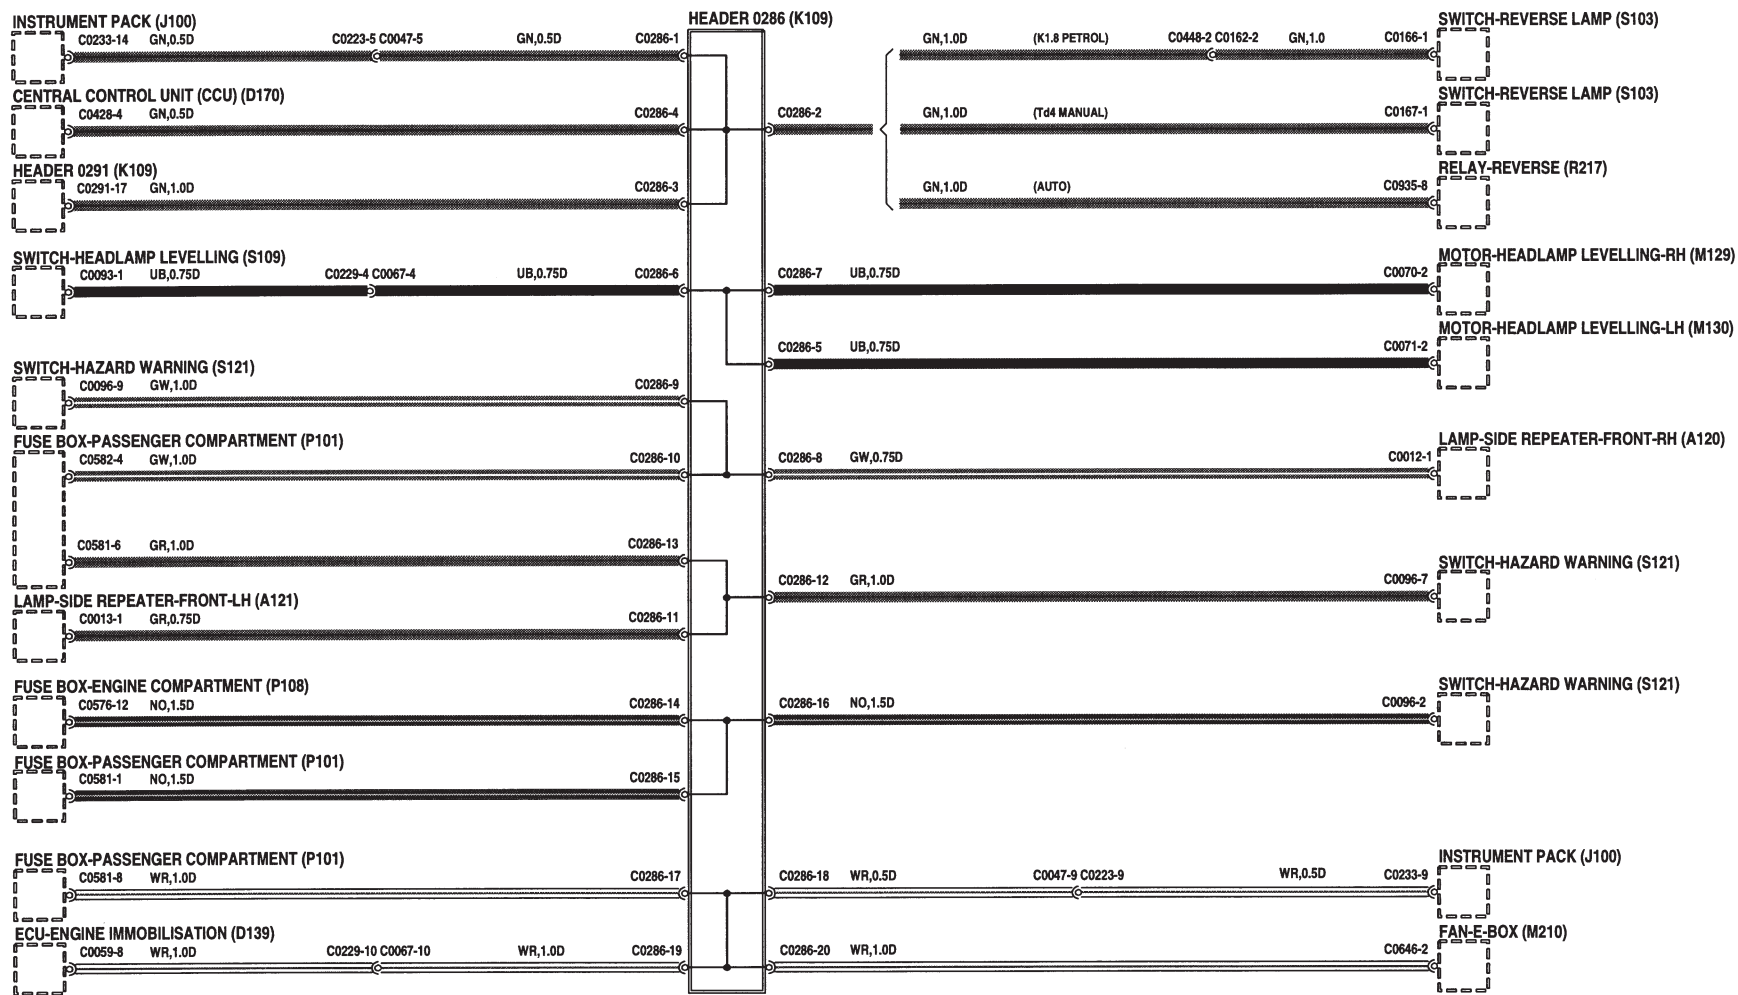 INSTRUMENT PACK (J100)
HEADER 0286 (K109)
SWITCH-REVERSE LAMP (S103)
C0233-14 GN,0.5D C0223-5 C0047-5 GN,0.5D C0286-1
GN,1.0D (K1.8 PETROL) C0448-2 C0162-2 GN,1.0 C0166-1
CENTRAL CONTROL UNIT (CCU) (D170)
SWITCH-REVERSE LAMP (S103)
C0428-4 GN,0.5D C0286-4 C0286-2 GN,1.0D (Td4 MANUAL) C0167-1
HEADER 0291 (K109)
RELAY-REVERSE (R217)
C0291-17 GN,1.0D C0286-3 GN,1.0D (AUTO) C0935-8
SWITCH-HEADLAMP LEVELLING (S109)
MOTOR-HEADLAMP LEVELLING-RH (M129)
C0093-1 UB,0.75D C0229-4 C0067-4 UB,0.75D C0286-6 C0286-7 UB,0.75D C0070-2
MOTOR-HEADLAMP LEVELLING-LH (M130)
C0286-5 UB,0.75D C0071-2
SWITCH-HAZARD WARNING (S121)
C0096-9 GW,1.0D C0286-9
FUSE BOX-PASSENGER COMPARTMENT (P101)
LAMP-SIDE REPEATER-FRONT-RH (A120)
C0582-4 GW,1.0D C0286-10 C0286-8 GW,0.75D C0012-1
C0581-6 GR,1.0D C0286-13
SWITCH-HAZARD WARNING (S121)
C0286-12 GR,1.0D C0096-7
LAMP-SIDE REPEATER-FRONT-LH (A121)
C0013-1 GR,0.75D C0286-11
FUSE BOX-ENGINE COMPARTMENT (P108)
SWITCH-HAZARD WARNING (S121)
C0576-12 NO,1.5D C0286-14 C0286-16 NO,1.5D C0096-2
FUSE BOX-PASSENGER COMPARTMENT (P101)
C0581-1 NO,1.5D C0286-15
FUSE BOX-PASSENGER COMPARTMENT (P101)
INSTRUMENT PACK (J100)
C0581-8 WR,1.0D C0286-17 C0286-18 WR,0.5D C0047-9 C0223-9 WR,0.5D C0233-9
ECU-ENGINE IMMOBILISATION (D139)
FAN-E-BOX (M210)
C0059-8 WR,1.0D C0229-10 C0067-10 WR,1.0D C0286-19 C0286-20 WR,1.0D C0646-2